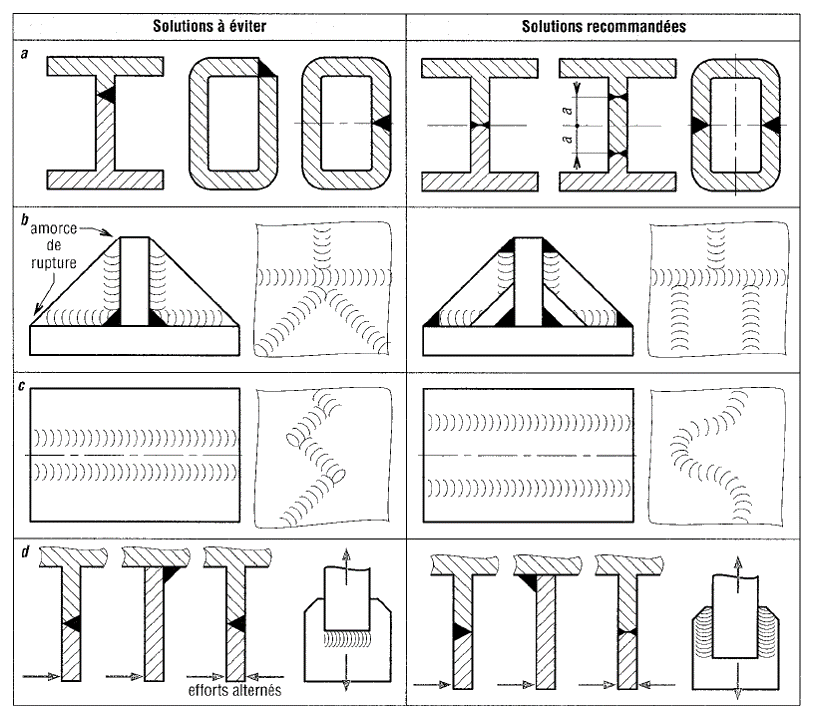 Solutions à éviter
Solutions recommandées
a
a
a
b
amorce
de
rupture
c
d
efforts alternés